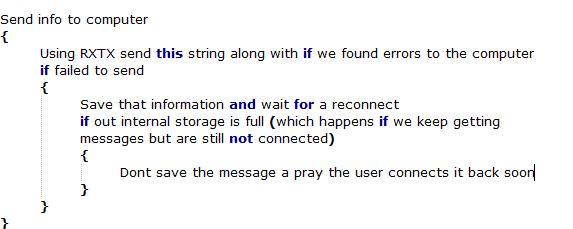 Send info to computer
{
Using RXTX send this string along with if we found errors to the computer
if failed to send
{
Save that information and wait for a reconnect
if out internal storage is full (which happens if we keep getting
messages but are still not connected)
{
Dont save the message a pray the user connects it back soon
}
}
}